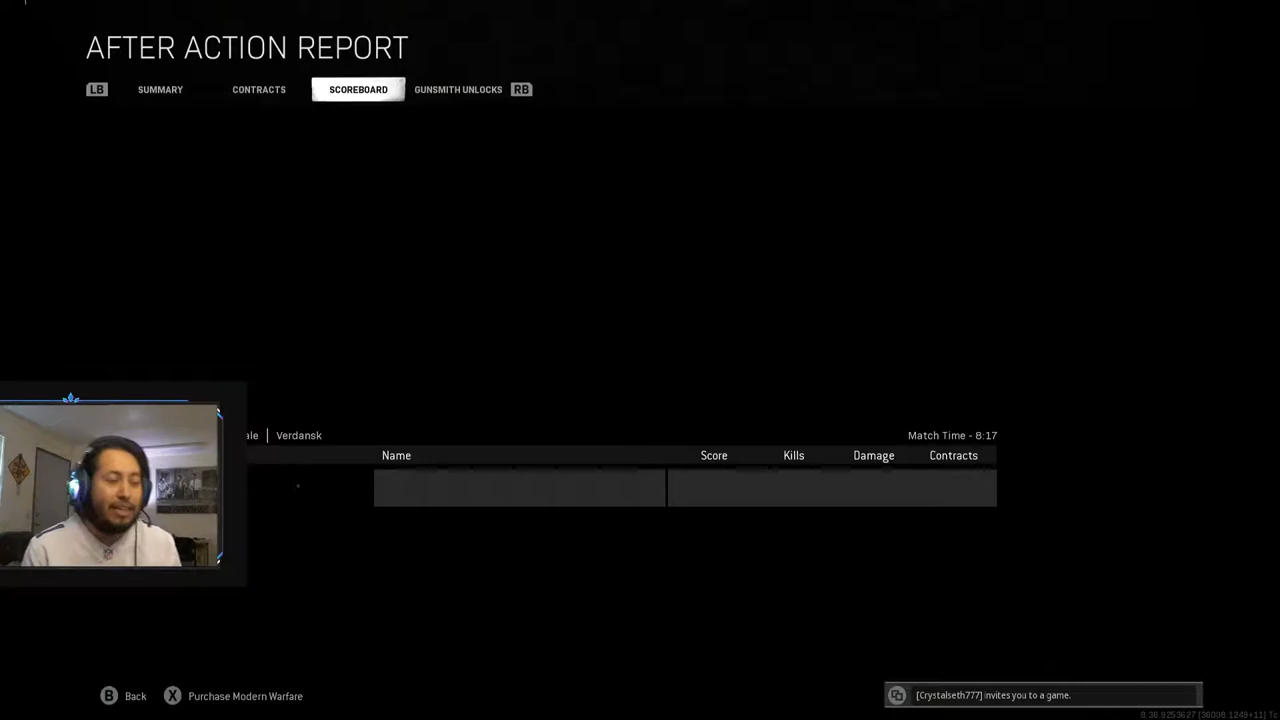 AFTER ACTION REPORT
LB SUMMARY CONTRACTS SCOREBOARD GUNSMITH UNLOCKS RB
ale | Verdansk Match Time - 8:17
Name Score Kills Damage Contracts
B Back X Purchase Modern Warfare
[Crystalseth777] invites you to a game.